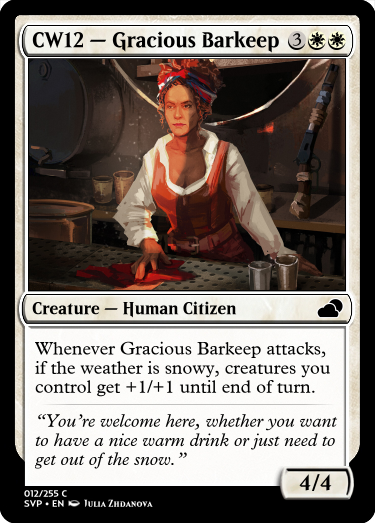 CW12 — Gracious Barkeep 3
Creature — Human Citizen
Whenever Gracious Barkeep attacks,
if the weather is snowy, creatures you
control get +1/+1 until end of turn.
“You’re welcome here, whether you want
to have a nice warm drink or just need to
get out of the snow.”
4/4
012/255 C
SVP • EN Julia Zhdanova